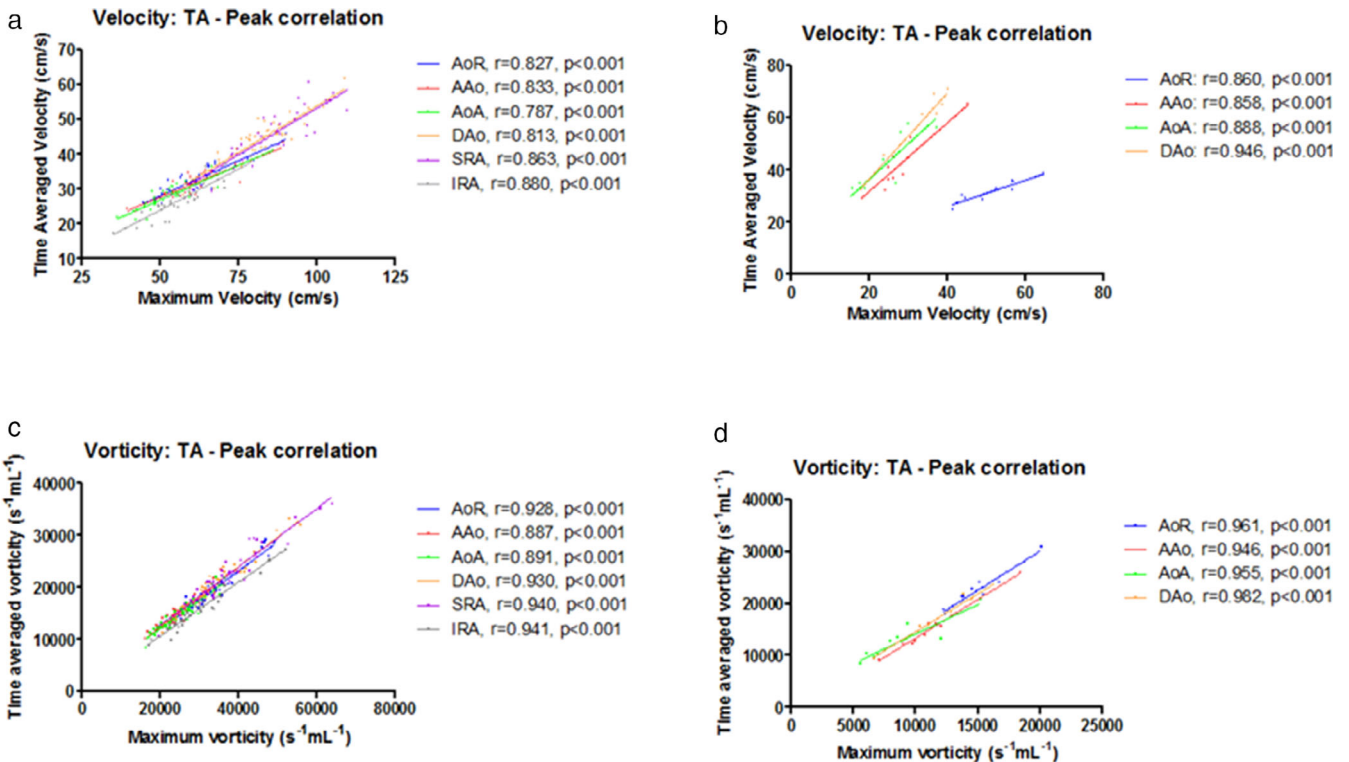 a
Velocity: TA - Peak correlation
Time Averaged Velocity (cm/s)
70
60
50
40
30
20
10
25
50
75
100
125
Maximum Velocity (cm/s)
AoR, r=0.827, p<0.001
AAo, r=0.833, p<0.001
AoA, r=0.787, p<0.001
DAo, r=0.813, p<0.001
SRA, r=0.863, p<0.001
IRA, r=0.880, p<0.001
b
Velocity: TA - Peak correlation
Time Averaged Velocity (cm/s)
80
60
40
20
0
0
20
40
60
80
Maximum Velocity (cm/s)
AoR: r=0.860, p<0.001
AAo: r=0.858, p<0.001
AoA: r=0.888, p<0.001
DAo: r=0.946, p<0.001
c
Vorticity: TA - Peak correlation
Time averaged vorticity (s⁻¹mL⁻¹)
40000
30000
20000
10000
0
0
20000
40000
60000
80000
Maximum vorticity (s⁻¹mL⁻¹)
AoR, r=0.928, p<0.001
AAo, r=0.887, p<0.001
AoA, r=0.891, p<0.001
DAo, r=0.930, p<0.001
SRA, r=0.940, p<0.001
IRA, r=0.941, p<0.001
d
Vorticity: TA - Peak correlation
Time averaged vorticity (s⁻¹mL⁻¹)
40000
30000
20000
10000
0
0
5000
10000
15000
20000
25000
Maximum vorticity (s⁻¹mL⁻¹)
AoR, r=0.961, p<0.001
AAo, r=0.946, p<0.001
AoA, r=0.955, p<0.001
DAo, r=0.982, p<0.001